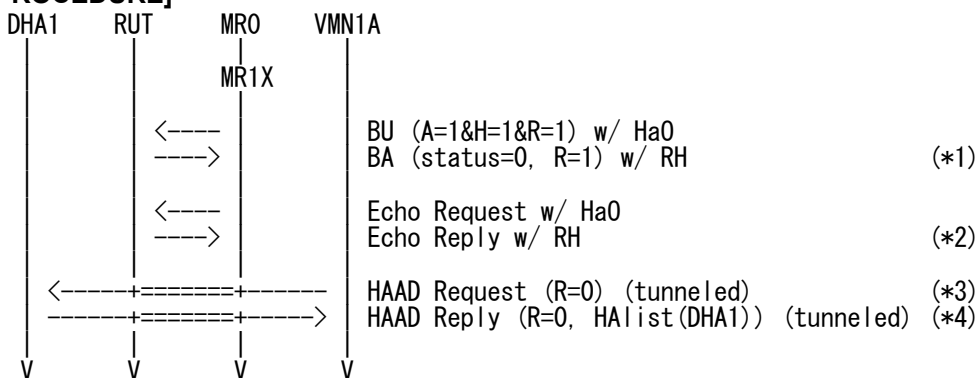 DHA1 RUT MR0 VMN1A
MR1X
<---- BU (A=1&H=1&R=1) w/ HaO
----> BA (status=0, R=1) w/ RH (*1)
<---- Echo Request w/ HaO
----> Echo Reply w/ RH (*2)
<-----+=======+------ HAAD Request (R=0) (tunneled) (*3)
-----+=======+-----> HAAD Reply (R=0, HAlist(DHA1)) (tunneled) (*4)
V V V V